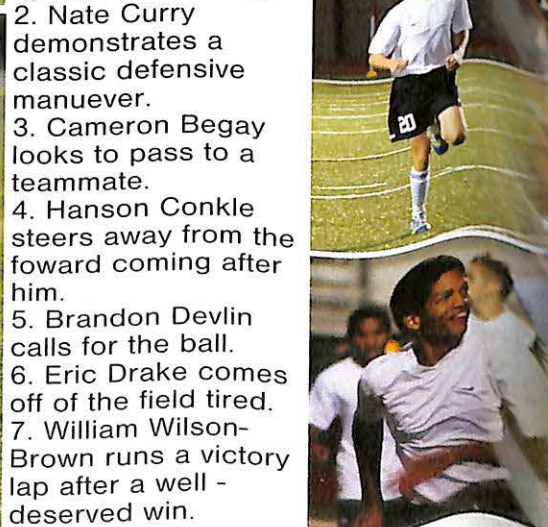 2. Nate Curry
demonstrates a
classic defensive
manuever.
3. Cameron Begay
looks to pass to a
teammate.
4. Hanson Conkle
steers away from the
foward coming after
him.
5. Brandon Devlin
calls for the ball.
6. Eric Drake comes
off of the field tired.
7. William Wilson-
Brown runs a victory
lap after a well -
deserved win.
20